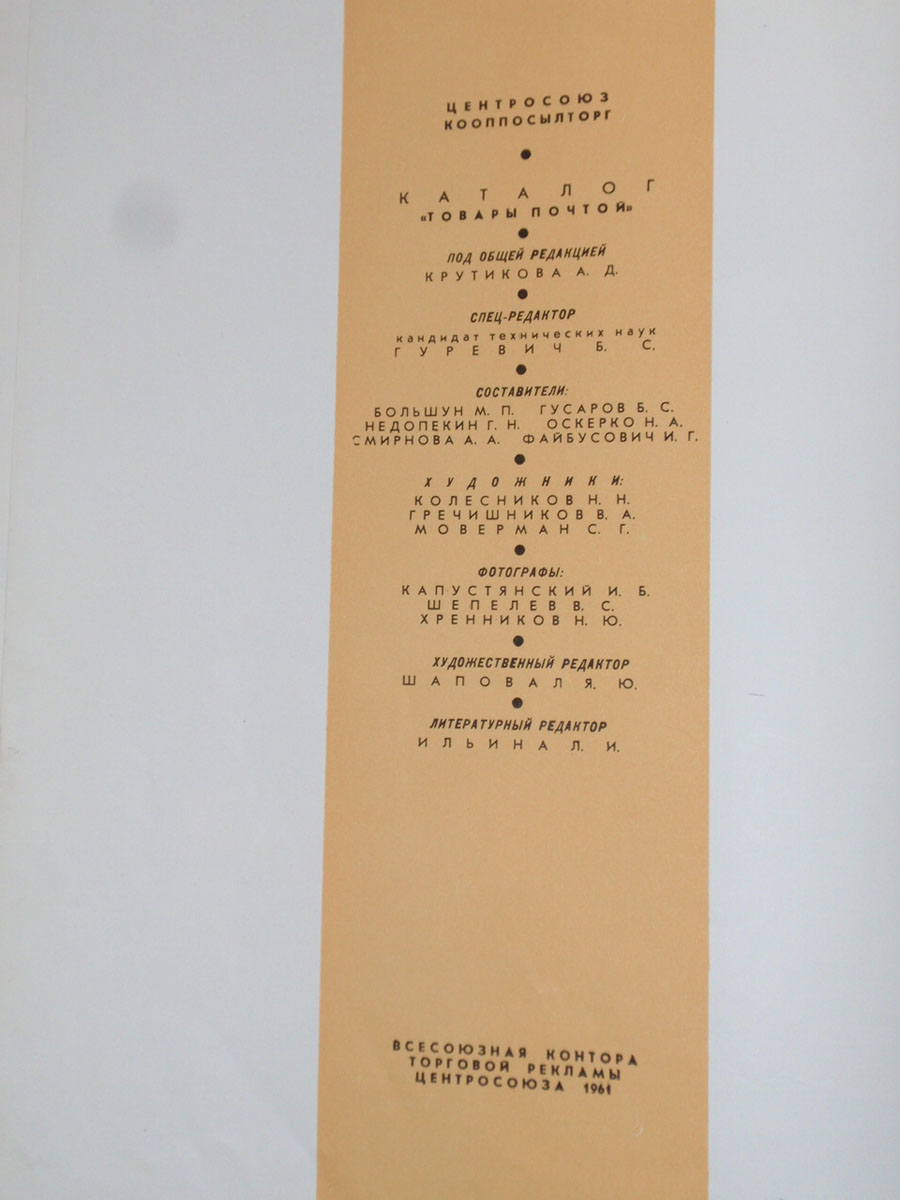 ЦЕНТРОСОЮЗ
КООППОСЫЛТОРГ
КАТАЛОГ
«ТОВАРЫ ПОЧТОЙ»
ПОД ОБЩЕЙ РЕДАКЦИЕЙ
КРУТИКОВА А. Д.
СПЕЦ-РЕДАКТОР
кандидат технических наук
ГУРЕВИЧ Б. С.
СОСТАВИТЕЛИ:
БОЛЬШУН М. П. ГУСАРОВ Б. С.
НЕДОПЕКИН Г. Н. ОСКЕРКО Н. А.
СМИРНОВА А. А. ФАЙБУСОВИЧ И. Г.
ХУДОЖНИКИ:
КОЛЕСНИКОВ Н. Н.
ГРЕЧИШНИКОВ В. А.
МОВЕРМАН С. Г.
ФОТОГРАФЫ:
КАПУСТЯНСКИЙ И. Б.
ШЕПЕЛЕВ В. С.
ХРЕННИКОВ Н. Ю.
ХУДОЖЕСТВЕННЫЙ РЕДАКТОР
ШАПОВАЛ Я. Ю.
ЛИТЕРАТУРНЫЙ РЕДАКТОР
ИЛЬИНА Л. И.
ВСЕСОЮЗНАЯ КОНТОРА
ТОРГОВОЙ РЕКЛАМЫ
ЦЕНТРОСОЮЗА 1961